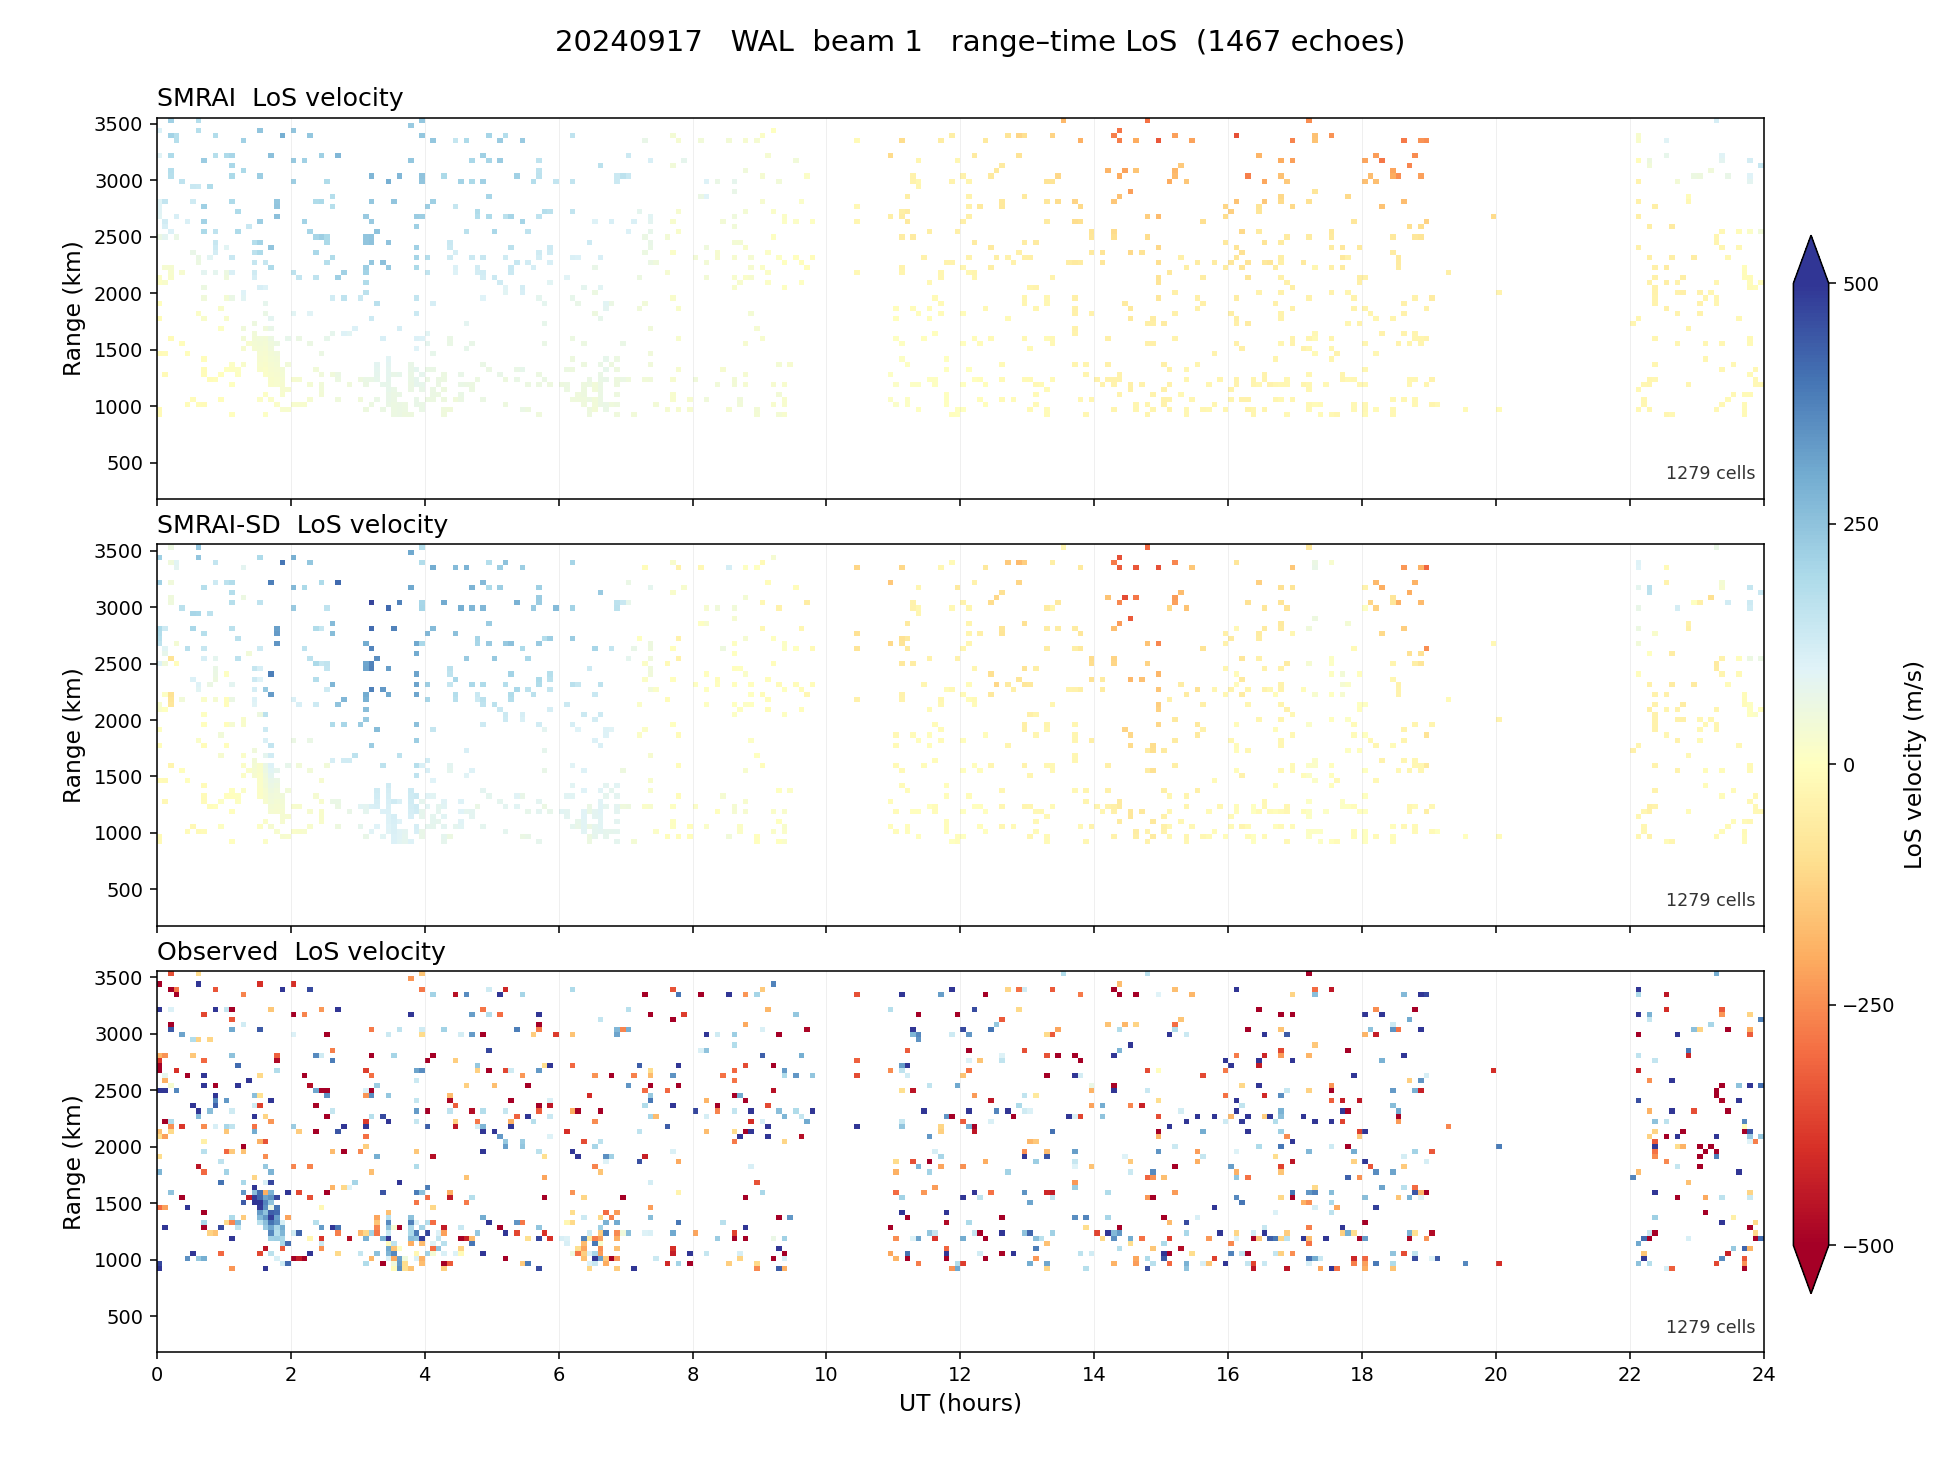 20240917   WAL  beam 1   range–time LoS  (1467 echoes)
SMRAI  LoS velocity
3500
3000
2500
2000
1500
1000
500
Range (km)
1279 cells
SMRAI-SD  LoS velocity
3500
3000
2500
2000
1500
1000
500
Range (km)
1279 cells
Observed  LoS velocity
3500
3000
2500
2000
1500
1000
500
Range (km)
1279 cells
0 2 4 6 8 10 12 14 16 18 20 22 24
UT (hours)
500
250
0
−250
−500
LoS velocity (m/s)